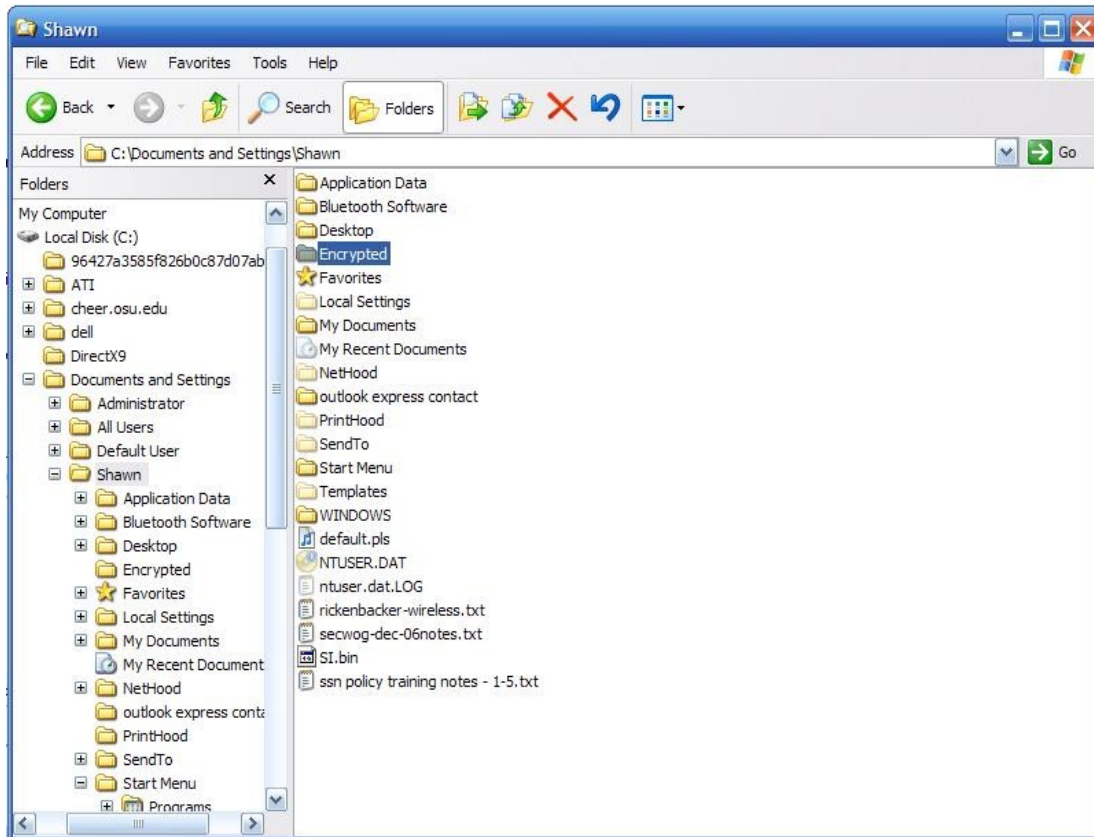 Shawn
File Edit View Favorites Tools Help
Back Search Folders
Address C:\Documents and Settings\Shawn Go
Folders
My Computer
Local Disk (C:)
96427a3585f826b0c87d07ab
ATI
cheer.osu.edu
dell
DirectX9
Documents and Settings
Administrator
All Users
Default User
Shawn
Application Data
Bluetooth Software
Desktop
Encrypted
Favorites
Local Settings
My Documents
My Recent Document
NetHood
outlook express conta
PrintHood
SendTo
Start Menu
Programs
Application Data
Bluetooth Software
Desktop
Encrypted
Favorites
Local Settings
My Documents
My Recent Documents
NetHood
outlook express contact
PrintHood
SendTo
Start Menu
Templates
WINDOWS
default.pls
NTUSER.DAT
ntuser.dat.LOG
rickenbacker-wireless.txt
secwog-dec-06notes.txt
SI.bin
ssn policy training notes - 1-5.txt